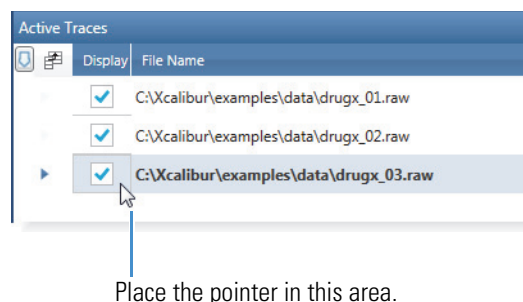 Active Traces
Display File Name
C:\Xcalibur\examples\data\drugx_01.raw
C:\Xcalibur\examples\data\drugx_02.raw
C:\Xcalibur\examples\data\drugx_03.raw
Place the pointer in this area.